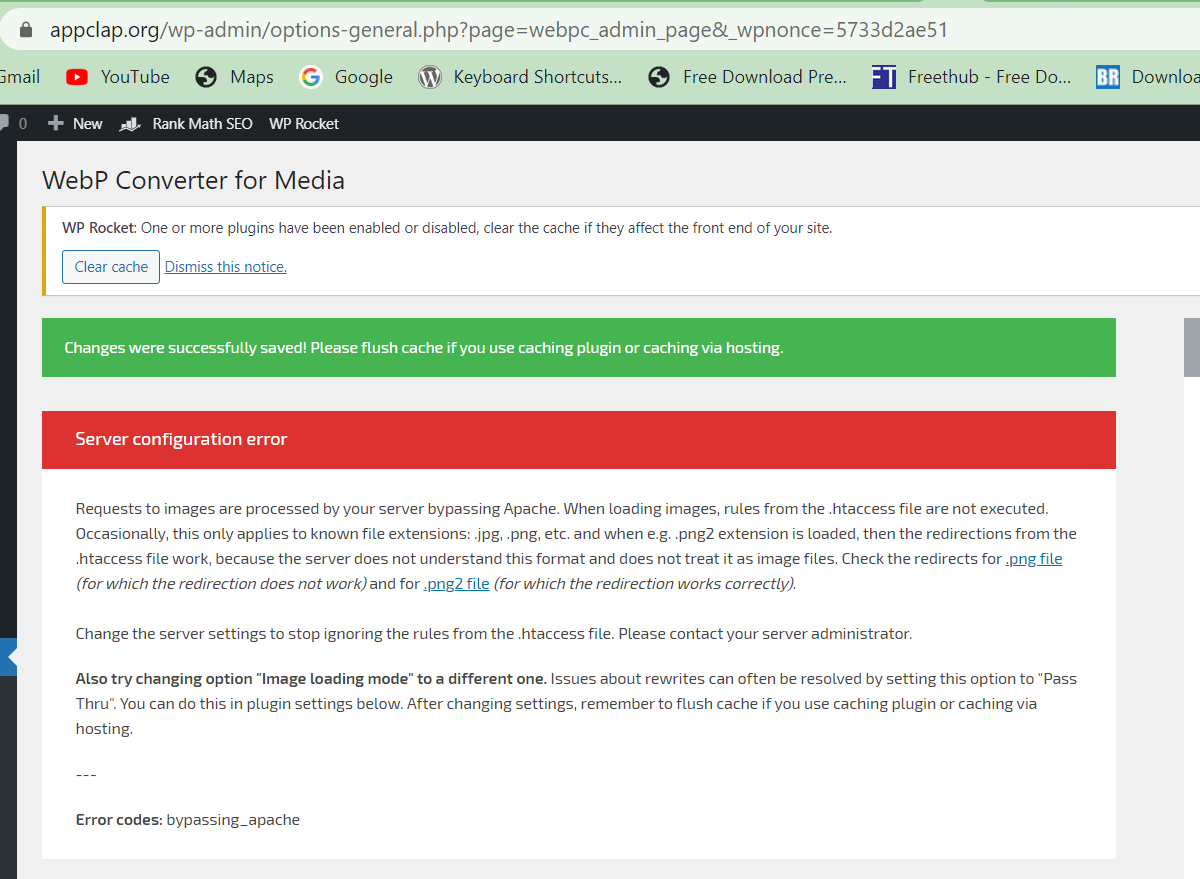 appclap.org/wp-admin/options-general.php?page=webpc_admin_page&_wpnonce=5733d2ae51
Gmail YouTube Maps Google Keyboard Shortcuts... Free Download Pre... FT Freethub - Free Do... BR Downloa
0 New Rank Math SEO WP Rocket
WebP Converter for Media
WP Rocket: One or more plugins have been enabled or disabled, clear the cache if they affect the front end of your site.
Clear cache Dismiss this notice.
Changes were successfully saved! Please flush cache if you use caching plugin or caching via hosting.
Server configuration error
Requests to images are processed by your server bypassing Apache. When loading images, rules from the .htaccess file are not executed.
Occasionally, this only applies to known file extensions: .jpg, .png, etc. and when e.g. .png2 extension is loaded, then the redirections from the
.htaccess file work, because the server does not understand this format and does not treat it as image files. Check the redirects for .png file
(for which the redirection does not work) and for .png2 file (for which the redirection works correctly).
Change the server settings to stop ignoring the rules from the .htaccess file. Please contact your server administrator.
Also try changing option "Image loading mode" to a different one. Issues about rewrites can often be resolved by setting this option to "Pass
Thru". You can do this in plugin settings below. After changing settings, remember to flush cache if you use caching plugin or caching via
hosting.
---
Error codes: bypassing_apache